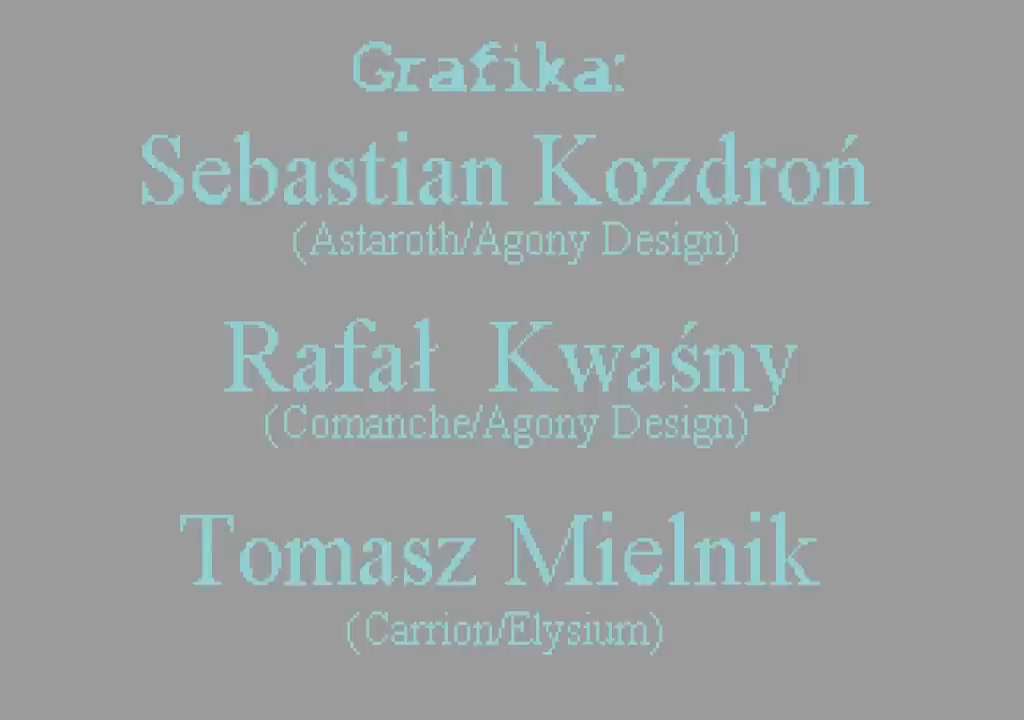 Grafika:
Sebastian Kozdroń
(Astaroth/Agony Design)
Rafał Kwaśny
(Comanche/Agony Design)
Tomasz Mielnik
(Carrion/Elysium)